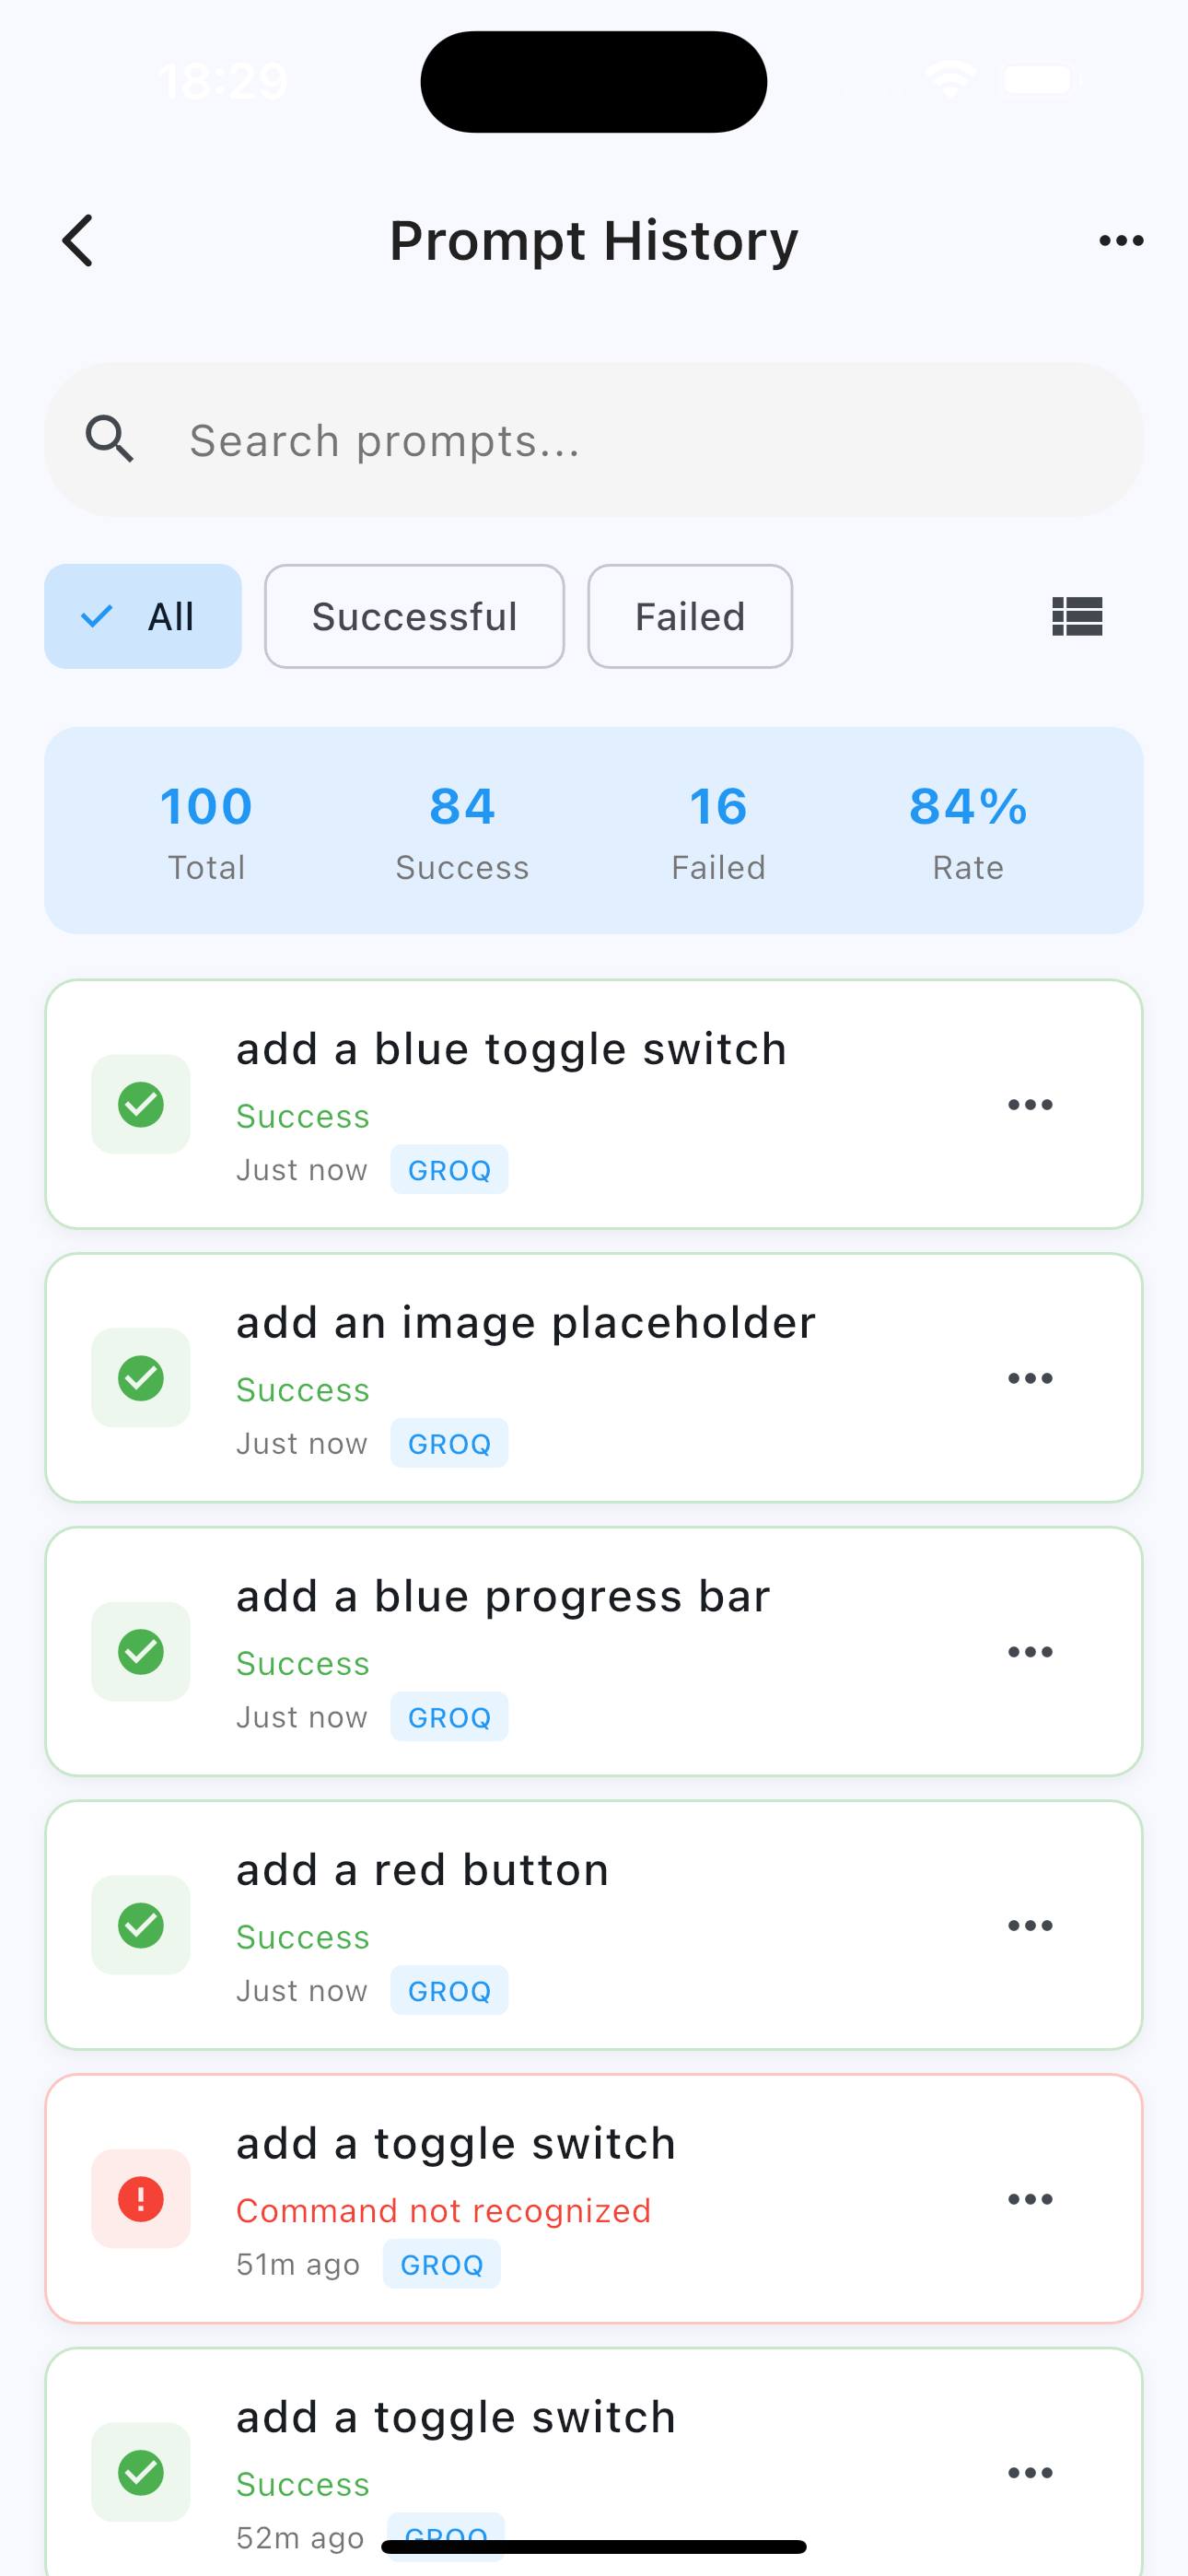 18:29
Prompt History
Search prompts...
All Successful Failed
100 84 16 84%
Total Success Failed Rate
add a blue toggle switch
Success
Just now GROQ
add an image placeholder
Success
Just now GROQ
add a blue progress bar
Success
Just now GROQ
add a red button
Success
Just now GROQ
add a toggle switch
Command not recognized
51m ago GROQ
add a toggle switch
Success
52m ago GROQ